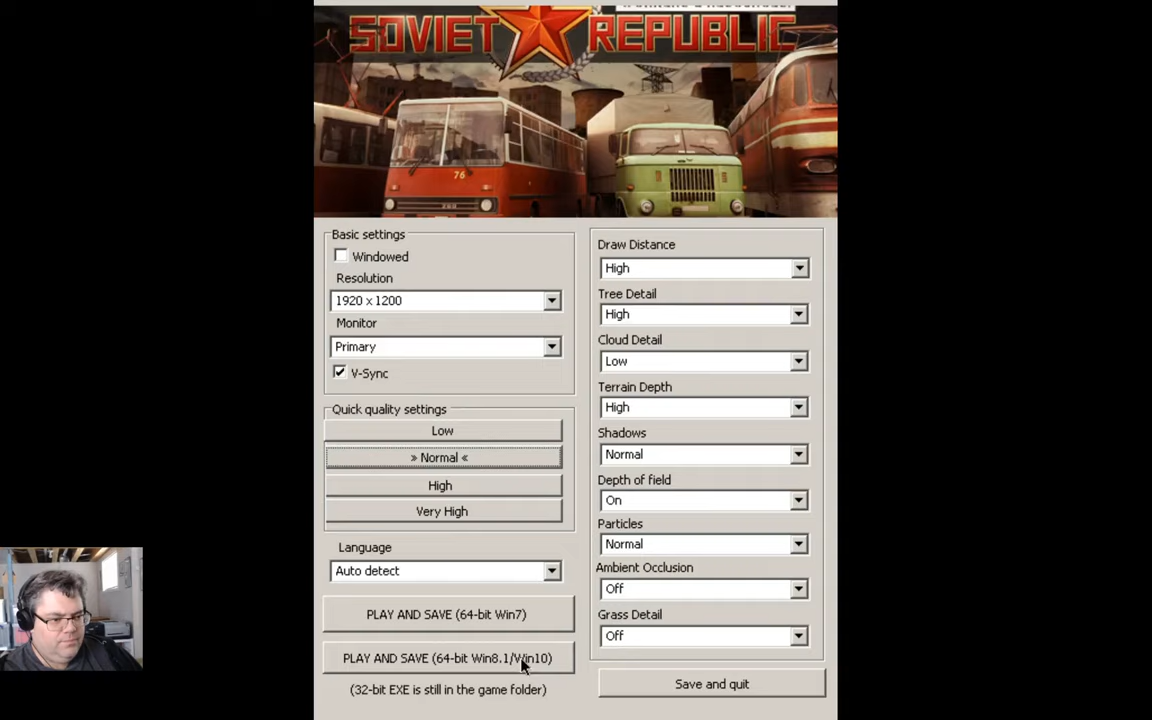 SOVIET REPUBLIC
76
Basic settings
Windowed
Resolution
1920 x 1200
Monitor
Primary
V-Sync
Quick quality settings
Low
» Normal «
High
Very High
Language
Auto detect
PLAY AND SAVE (64-bit Win7)
PLAY AND SAVE (64-bit Win8.1/Win10)
(32-bit EXE is still in the game folder)
Draw Distance
High
Tree Detail
High
Cloud Detail
Low
Terrain Depth
High
Shadows
Normal
Depth of field
On
Particles
Normal
Ambient Occlusion
Off
Grass Detail
Off
Save and quit